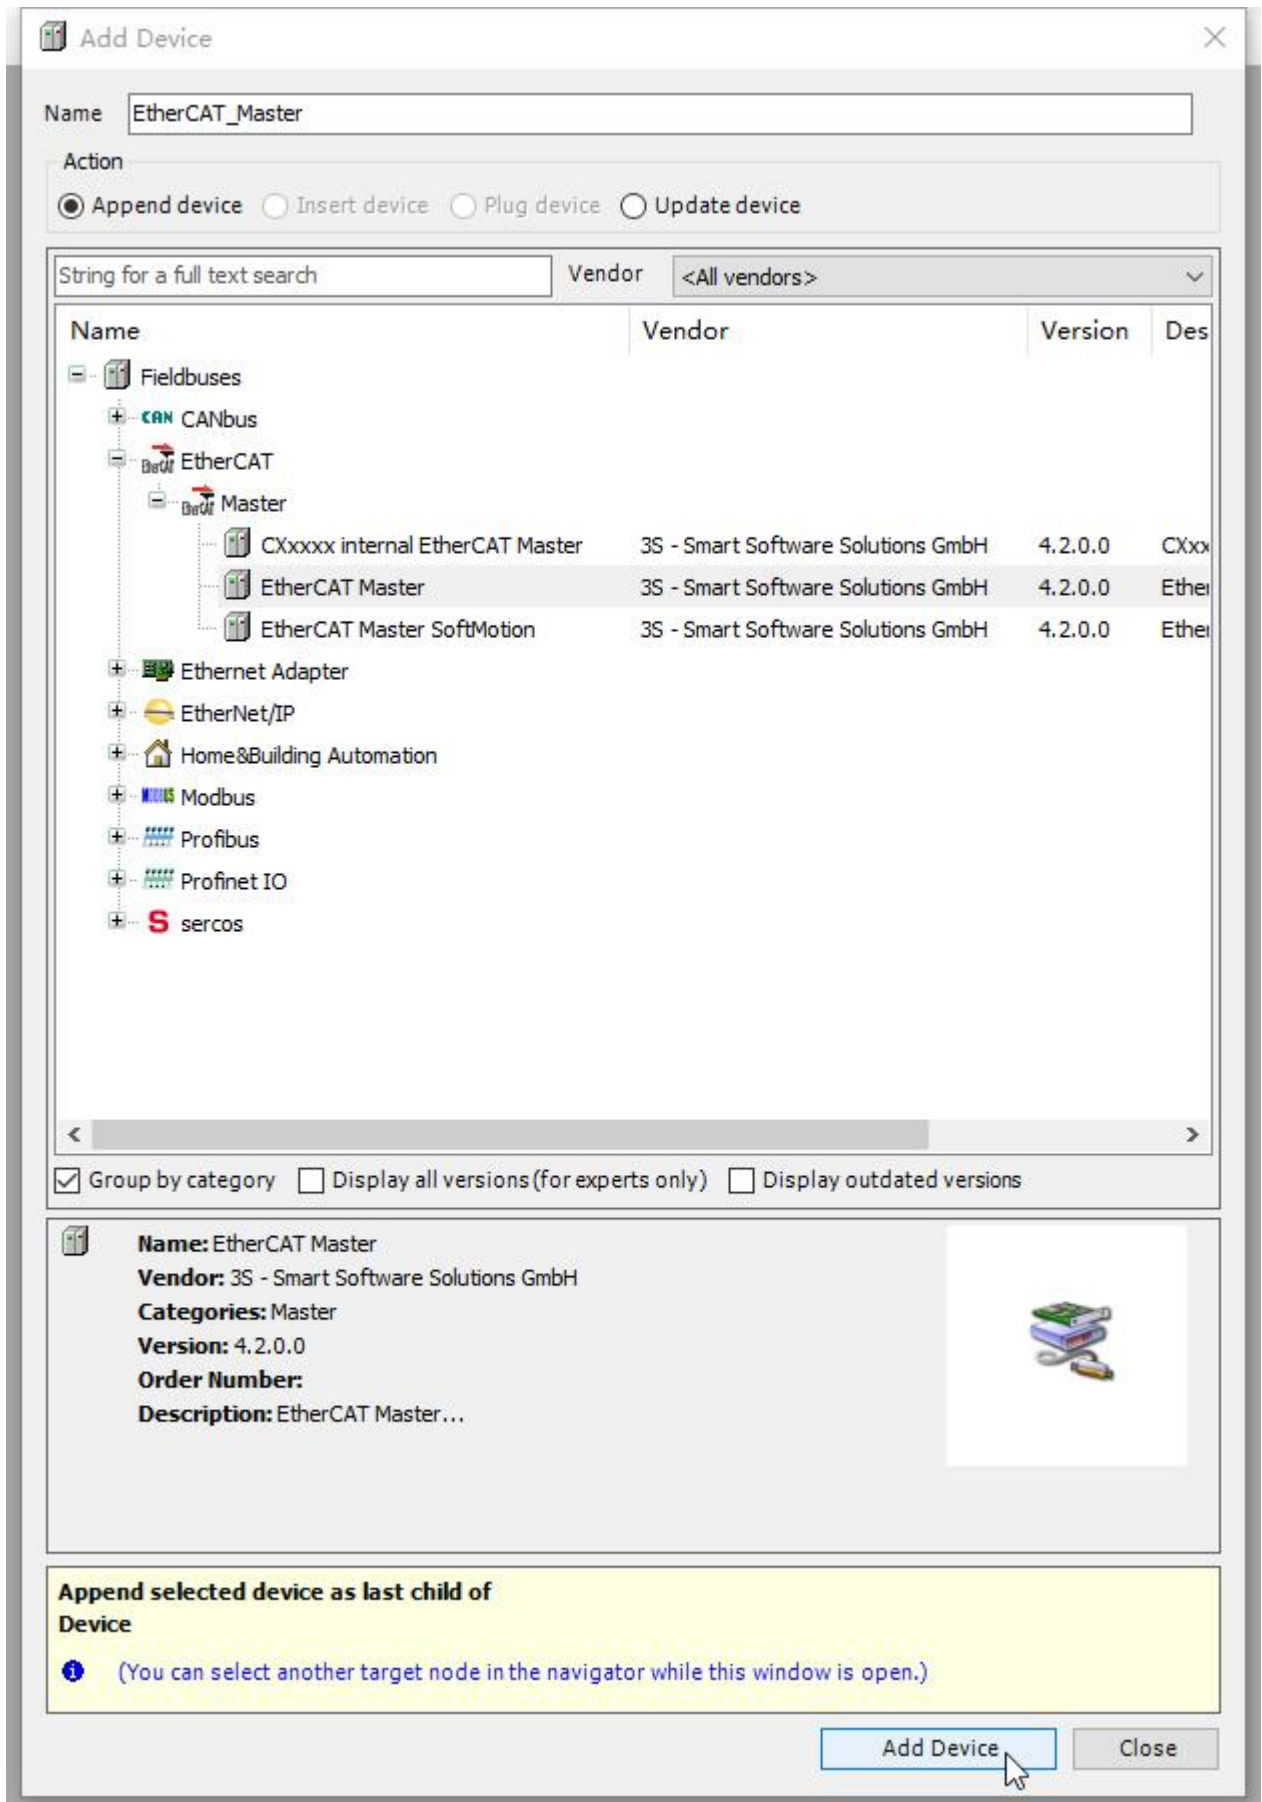 Add Device
Name EtherCAT_Master
Action
Append device Insert device Plug device Update device
String for a full text search Vendor <All vendors>
Name Vendor Version Des
Fieldbuses
CAN CANbus
EtherCAT EtherCAT
EtherCAT Master
CXxxxx internal EtherCAT Master 3S - Smart Software Solutions GmbH 4.2.0.0 CXxx
EtherCAT Master 3S - Smart Software Solutions GmbH 4.2.0.0 Ether
EtherCAT Master SoftMotion 3S - Smart Software Solutions GmbH 4.2.0.0 Ether
Ethernet Adapter
EtherNet/IP
Home&Building Automation
MODBUS Modbus
Profibus
Profinet IO
S sercos
Group by category Display all versions (for experts only) Display outdated versions
Name: EtherCAT Master
Vendor: 3S - Smart Software Solutions GmbH
Categories: Master
Version: 4.2.0.0
Order Number:
Description: EtherCAT Master...
Append selected device as last child of
Device
(You can select another target node in the navigator while this window is open.)
Add Device Close